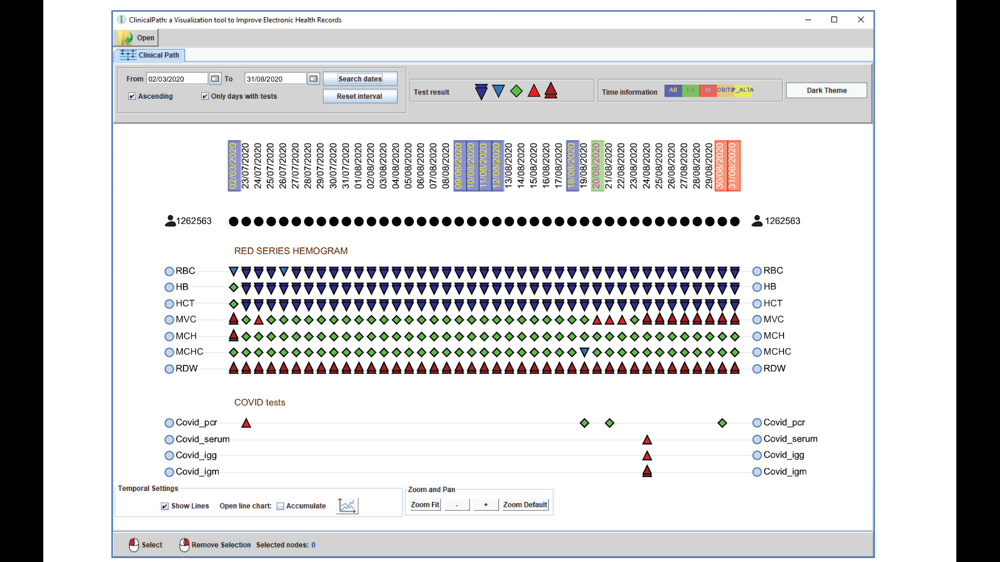 ClinicalPath: a Visualization tool to Improve Electronic Health Records
Open
Clinical Path
From 02/03/2020 To 31/08/2020 Search dates
Ascending Only days with tests Reset interval
Test result
Time information AB EX IN OBITO P_ALTA
Dark Theme
02/03/2020 23/07/2020 24/07/2020 25/07/2020 26/07/2020 27/07/2020 28/07/2020 29/07/2020 30/07/2020 31/07/2020 01/08/2020 02/08/2020 03/08/2020 04/08/2020 05/08/2020 06/08/2020 07/08/2020 08/08/2020 09/08/2020 10/08/2020 11/08/2020 12/08/2020 13/08/2020 14/08/2020 15/08/2020 16/08/2020 17/08/2020 18/08/2020 19/08/2020 20/08/2020 21/08/2020 22/08/2020 23/08/2020 24/08/2020 25/08/2020 26/08/2020 27/08/2020 28/08/2020 29/08/2020 30/08/2020 31/08/2020
1262563 1262563
RED SERIES HEMOGRAM
RBC RBC
HB HB
HCT HCT
MVC MVC
MCH MCH
MCHC MCHC
RDW RDW
COVID tests
Covid_pcr Covid_pcr
Covid_serum Covid_serum
Covid_igg Covid_igg
Covid_igm Covid_igm
Temporal Settings
Show Lines Open line chart: Accumulate
Zoom and Pan
Zoom Fit - + Zoom Default
Select Remove Selection Selected nodes: 0